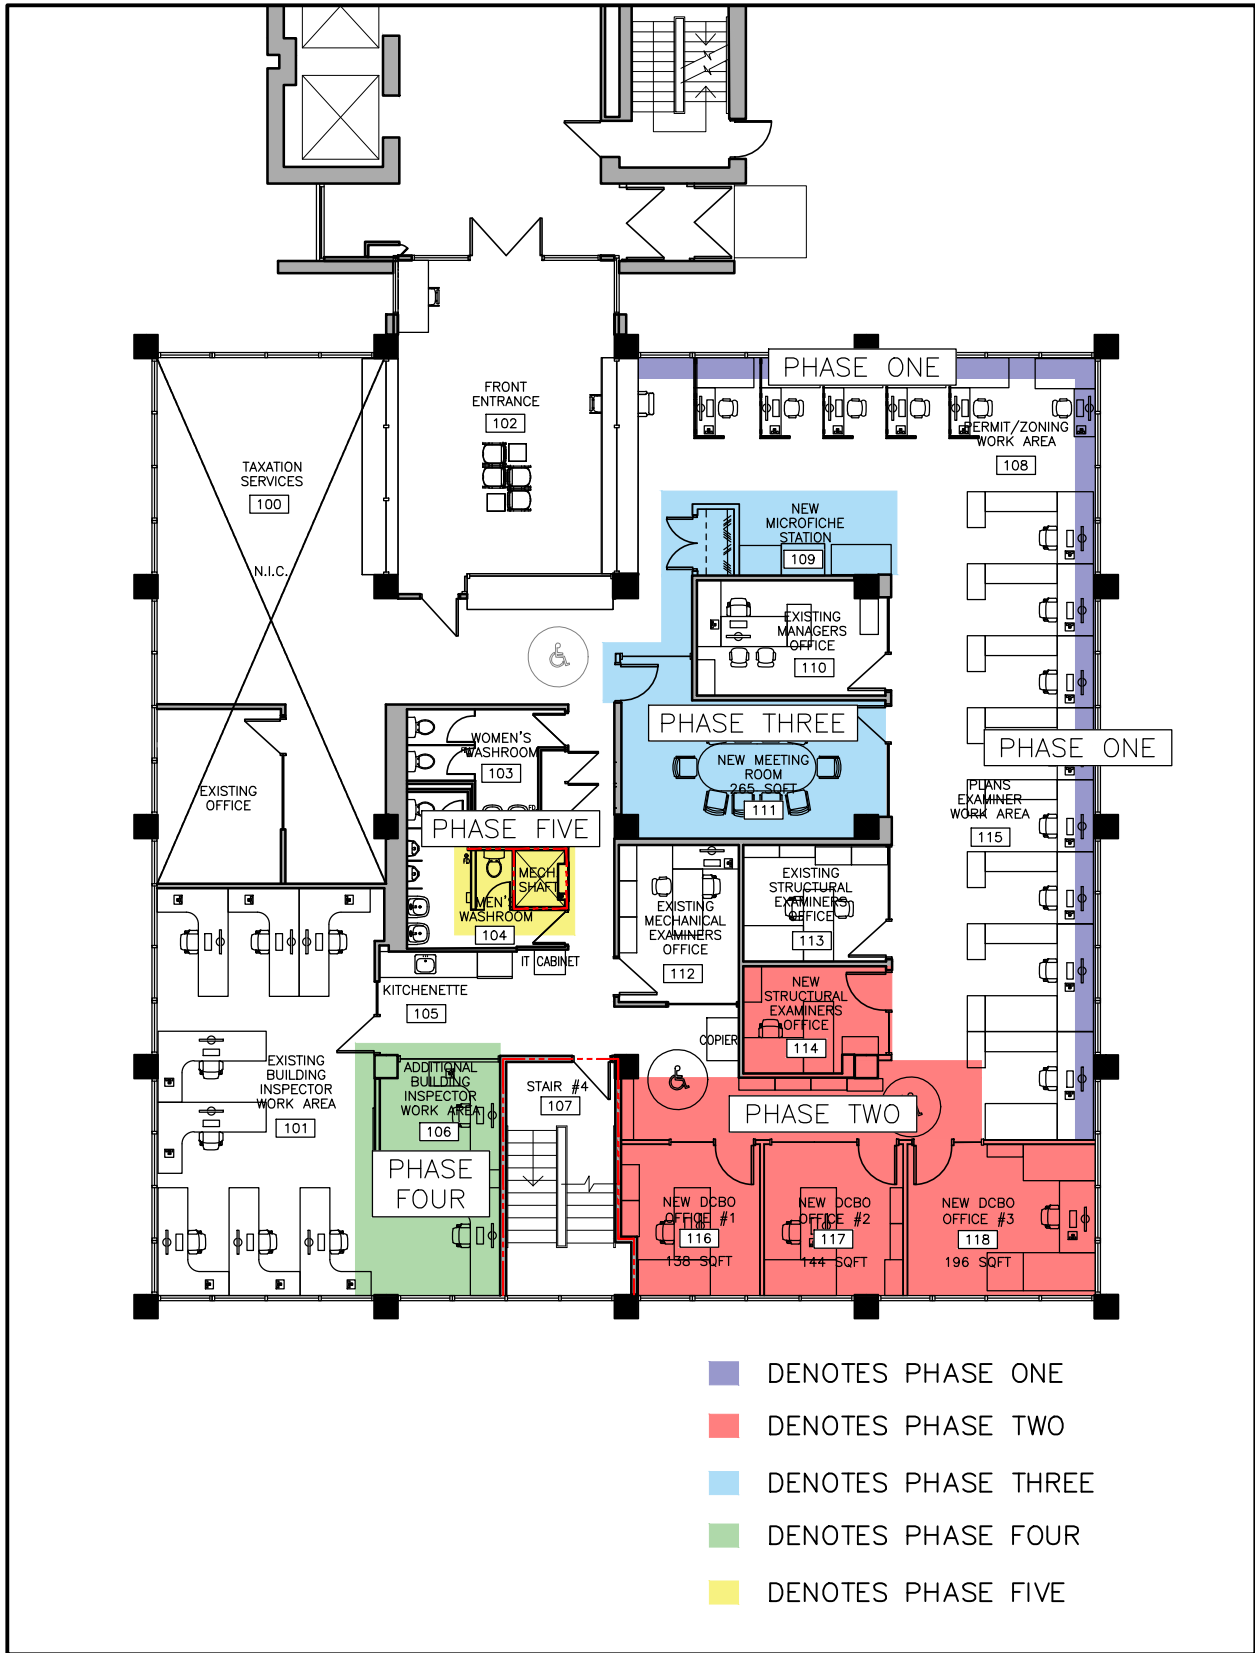 PHASE ONE
FRONT
ENTRANCE
102
PERMIT/ZONING
WORK AREA
108
TAXATION
SERVICES
100
N.I.C.
NEW
MICROFICHE
STATION
109
EXISTING
MANAGERS
OFFICE
110
PHASE THREE
NEW MEETING
ROOM
265 SQFT
111
PHASE ONE
PLANS
EXAMINER
WORK AREA
115
WOMEN'S
WASHROOM
103
EXISTING
OFFICE
PHASE FIVE
MECH.
SHAFT
MEN'S
WASHROOM
104
EXISTING
STRUCTURAL
EXAMINERS
OFFICE
113
EXISTING
MECHANICAL
EXAMINERS
OFFICE
112
IT CABINET
KITCHENETTE
105
NEW
STRUCTURAL
EXAMINERS
OFFICE
114
COPIER
EXISTING
BUILDING
INSPECTOR
WORK AREA
101
ADDITIONAL
BUILDING
INSPECTOR
WORK AREA
106
STAIR #4
107
PHASE TWO
PHASE
FOUR
NEW DCBO
OFFICE #1
116
138 SQFT
NEW DCBO
OFFICE #2
117
144 SQFT
NEW DCBO
OFFICE #3
118
196 SQFT
DENOTES PHASE ONE
DENOTES PHASE TWO
DENOTES PHASE THREE
DENOTES PHASE FOUR
DENOTES PHASE FIVE